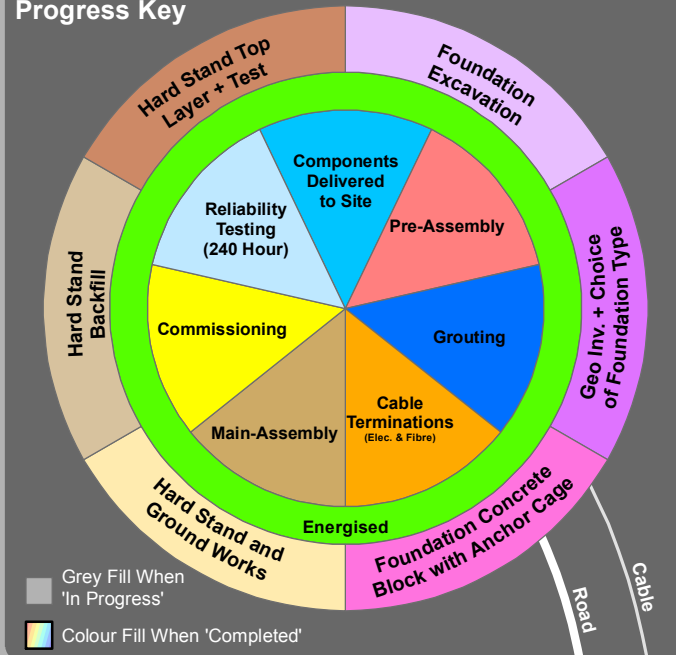 Progress Key
Hard Stand Top
Layer + Test
Foundation
Excavation
Components
Delivered
to Site
Pre-Assembly
Reliability
Testing
(240 Hour)
Hard Stand
Backfill
Geo Inv. + Choice
of Foundation Type
Commissioning
Grouting
Cable
Terminations
(Elec. & Fibre)
Main-Assembly
Energised
Hard Stand and
Ground Works
Foundation Concrete
Block with Anchor Cage
Grey Fill When
'In Progress'
Colour Fill When 'Completed'
Road
Cable